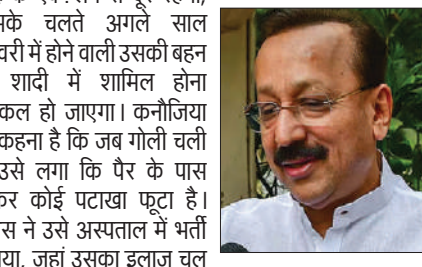 सके चलते अगले साल
वरी में होने वाली उसकी बहन
शादी में शामिल होना
कल हो जाएगा। कनौजिया
कहना है कि जब गोली चली
उसे लगा कि पैर के पास
कर कोई पटाखा फूटा है।
स ने उसे अस्पताल में भर्ती
या, जहां उसका इलाज चल